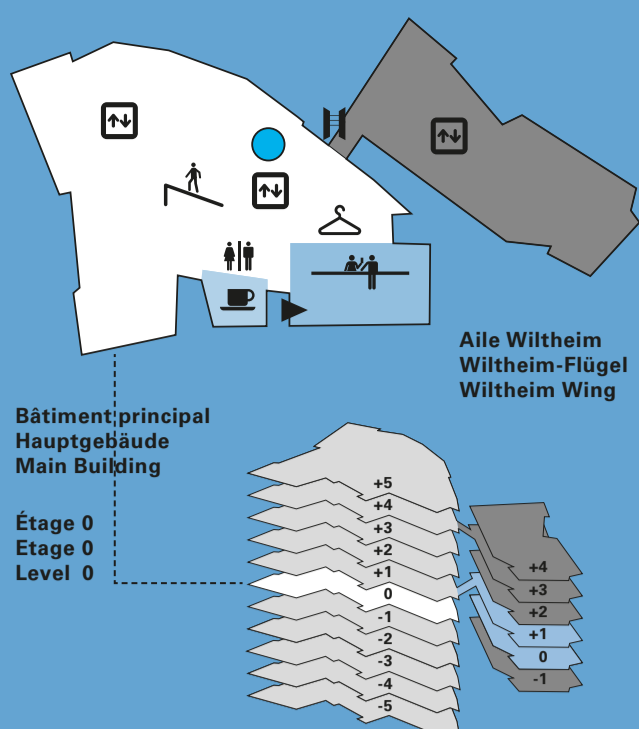 Aile Wiltheim
Wiltheim-Flügel
Wiltheim Wing
Bâtiment principal
Hauptgebäude
Main Building
Étage 0
Etage 0
Level 0
+5
+4
+3
+2
+1
0
-1
-2
-3
-4
-5
+4
+3
+2
+1
0
-1